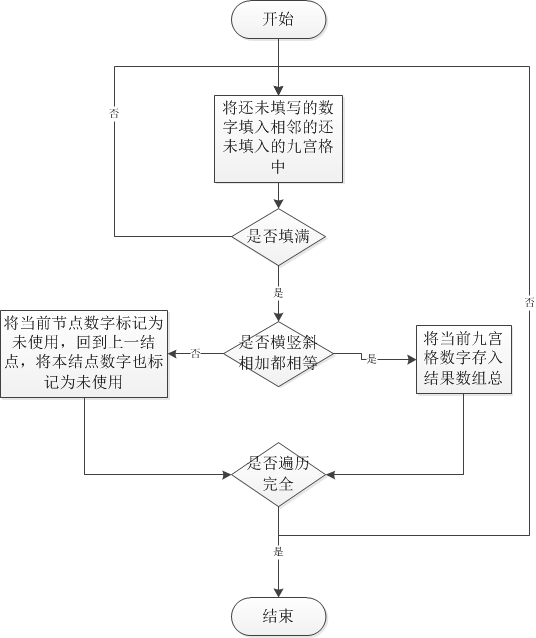 开始
否
将还未填写的数
字填入相邻的还
未填入的九宫格
中
是否填满
是
否
将当前节点数字标记为
未使用，回到上一结
点，将本结点数字也标
记为未使用
否
是否横竖斜
相加都相等
是
将当前九宫
格数字存入
结果数组总
是否遍历
完全
是
结束